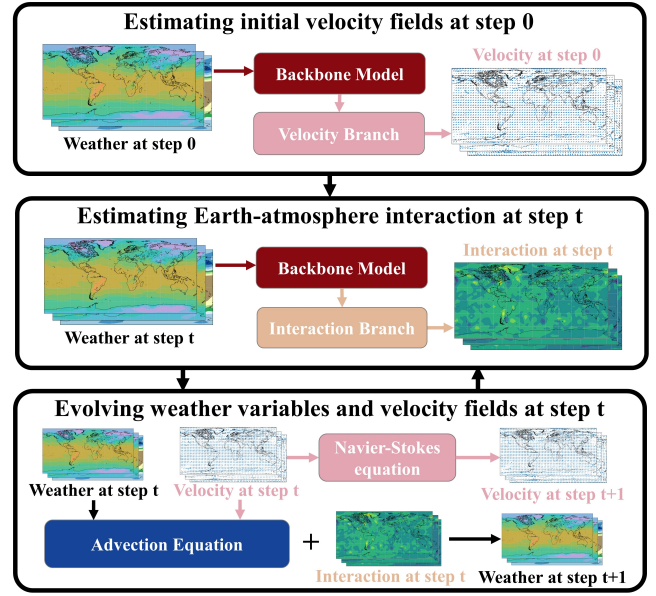 Estimating initial velocity fields at step 0
Velocity at step 0
Backbone Model
Velocity Branch
Weather at step 0
Estimating Earth-atmosphere interaction at step t
Interaction at step t
Backbone Model
Interaction Branch
Weather at step t
Evolving weather variables and velocity fields at step t
Navier-Stokes
equation
Weather at step t
Velocity at step t
Velocity at step t+1
Advection Equation
+
Interaction at step t
Weather at step t+1